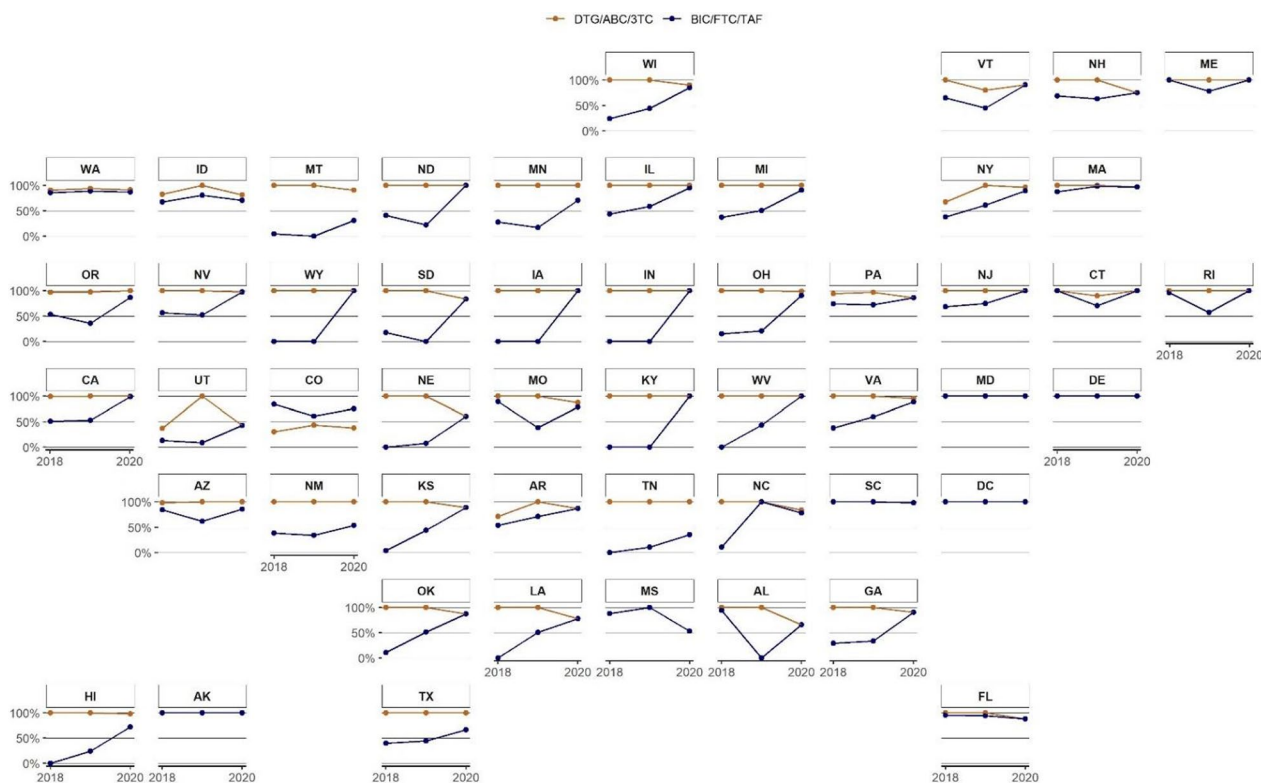 DTG/ABC/3TC BIC/FTC/TAF
WI VT NH ME
100%
50%
0%
WA ID MT ND MN IL MI NY MA
100%
50%
0%
OR NV WY SD IA IN OH PA NJ CT RI
100%
50%
0%
2018 2020
CA UT CO NE MO KY WV VA MD DE
100%
50%
0%
2018 2020 2018 2020
AZ NM KS AR TN NC SC DC
100%
50%
0%
2018 2020
OK LA MS AL GA
100%
50%
0%
2018 2020 2018 2020 2018 2020 2018 2020
HI AK TX FL
100%
50%
0%
2018 2020 2018 2020 2018 2020 2018 2020